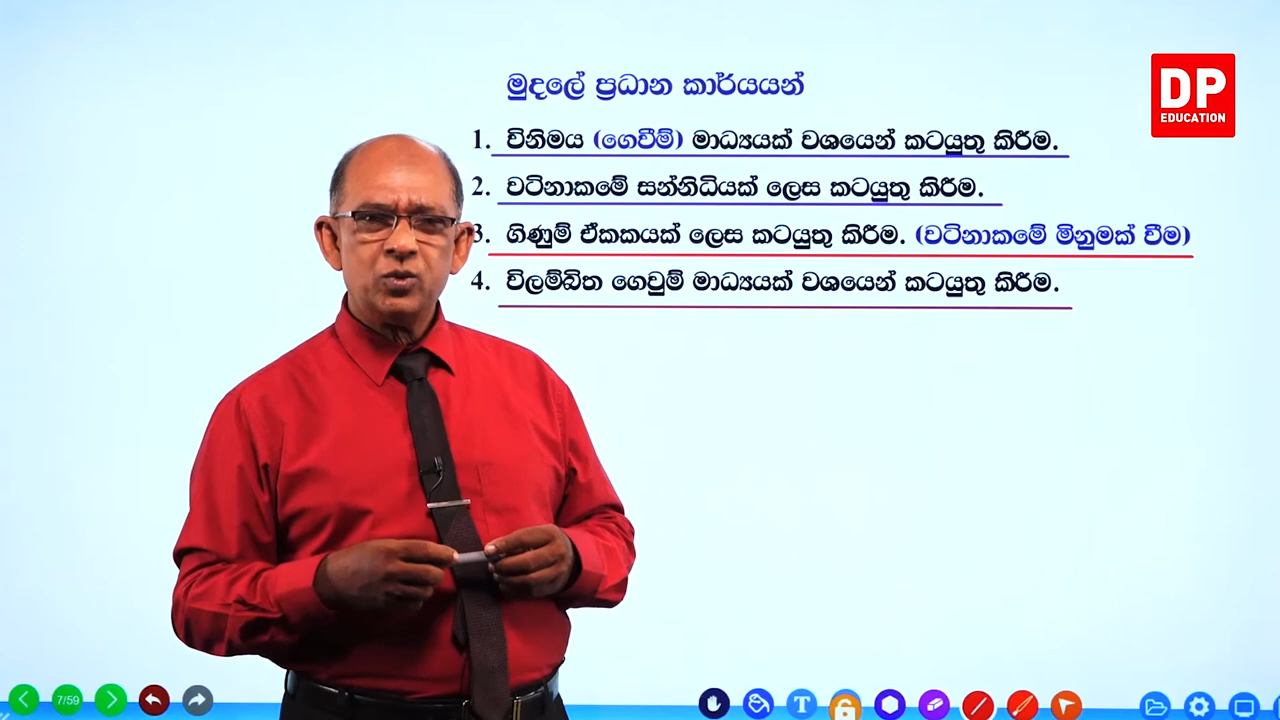 මුදලේ ප්‍රධාන කාර්යයන්
DP
EDUCATION
1. විනිමය (ගෙවීම්) මාධ්‍යයක් වශයෙන් කටයුතු කිරීම.
2. වටිනාකමේ සන්නිධියක් ලෙස කටයුතු කිරීම.
3. ගිණුම් ඒකකයක් ලෙස කටයුතු කිරීම. (වටිනාකමේ මිනුමක් වීම)
4. විලම්බිත ගෙවුම් මාධ්‍යයක් වශයෙන් කටයුතු කිරීම.
7/59
T